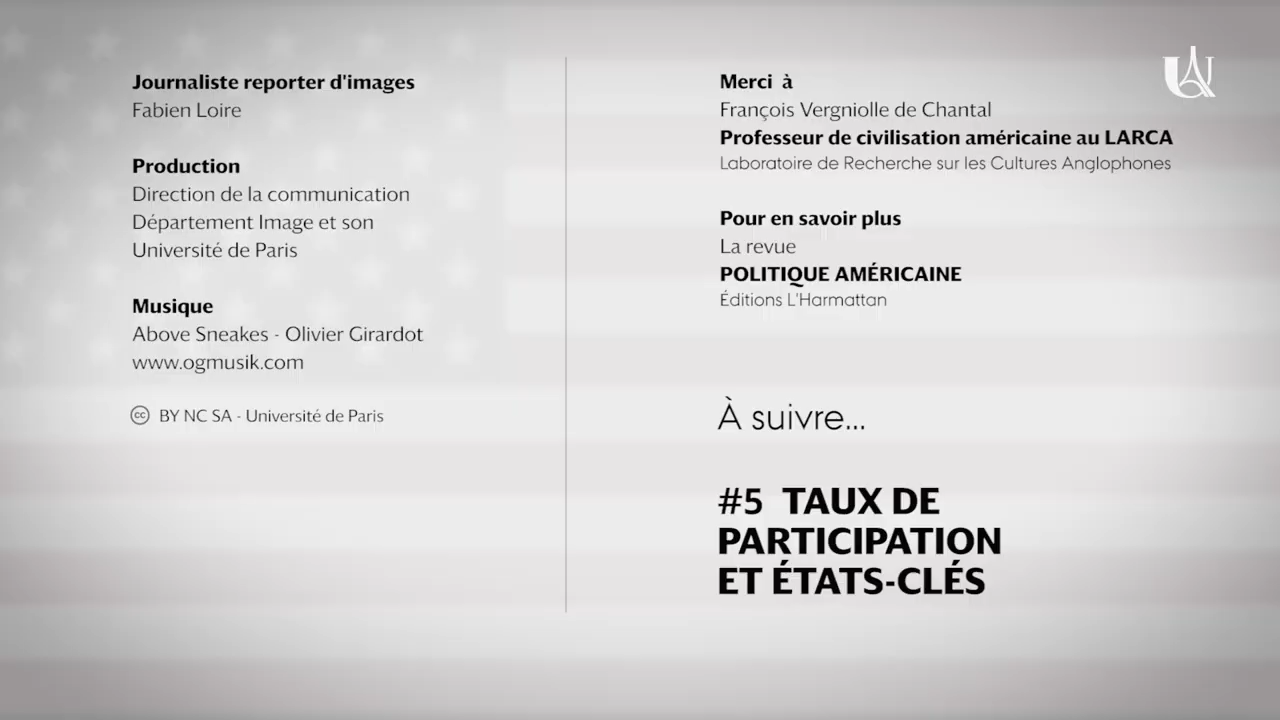 Journaliste reporter d'images
Fabien Loire
Production
Direction de la communication
Département Image et son
Université de Paris
Musique
Above Sneakes - Olivier Girardot
www.ogmusik.com
cc BY NC SA - Université de Paris
Merci à
François Vergniolle de Chantal
Professeur de civilisation américaine au LARCA
Laboratoire de Recherche sur les Cultures Anglophones
Pour en savoir plus
La revue
POLITIQUE AMÉRICAINE
Éditions L'Harmattan
À suivre...
#5 TAUX DE
PARTICIPATION
ET ÉTATS-CLÉS